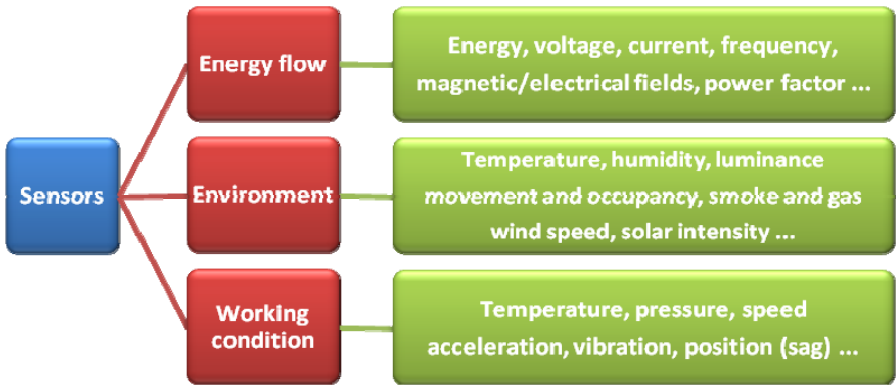 Sensors
Energy flow
Energy, voltage, current, frequency,
magnetic/electrical fields, power factor ...
Environment
Temperature, humidity, luminance
movement and occupancy, smoke and gas
wind speed, solar intensity ...
Working
condition
Temperature, pressure, speed
acceleration, vibration, position (sag) ...